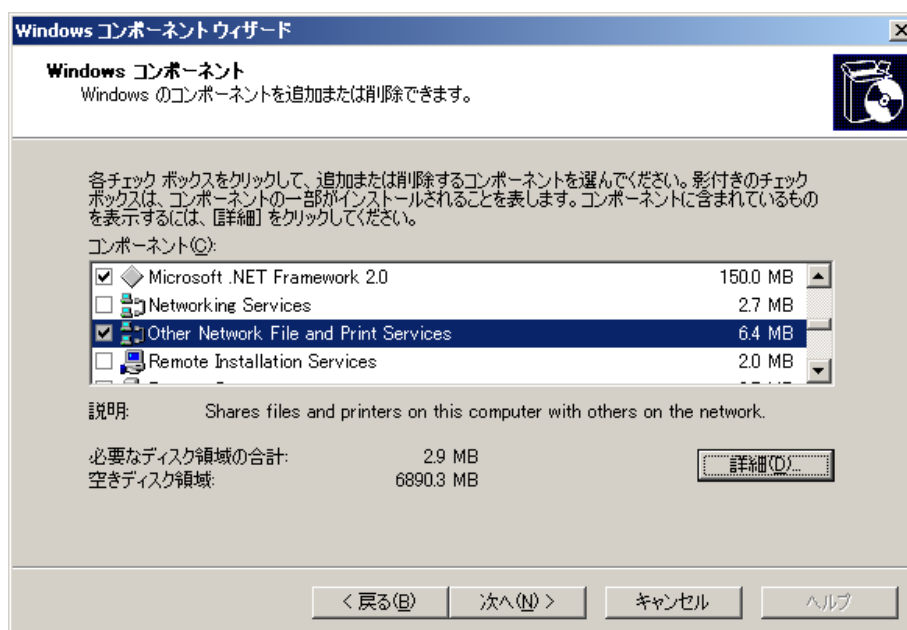 Windows コンポーネント ウィザード
Windows コンポーネント
Windows のコンポーネントを追加または削除できます。
各チェック ボックスをクリックして、追加または削除するコンポーネントを選んでください。影付きのチェック
ボックスは、コンポーネントの一部がインストールされることを表します。コンポーネントに含まれているもの
を表示するには、[詳細] をクリックしてください。
コンポーネント(C):
Microsoft .NET Framework 2.0 150.0 MB
Networking Services 2.7 MB
Other Network File and Print Services 6.4 MB
Remote Installation Services 2.0 MB
説明: Shares files and printers on this computer with others on the network.
必要なディスク領域の合計: 2.9 MB
空きディスク領域: 6890.3 MB
詳細(D)...
< 戻る(B) 次へ(N) > キャンセル ヘルプ